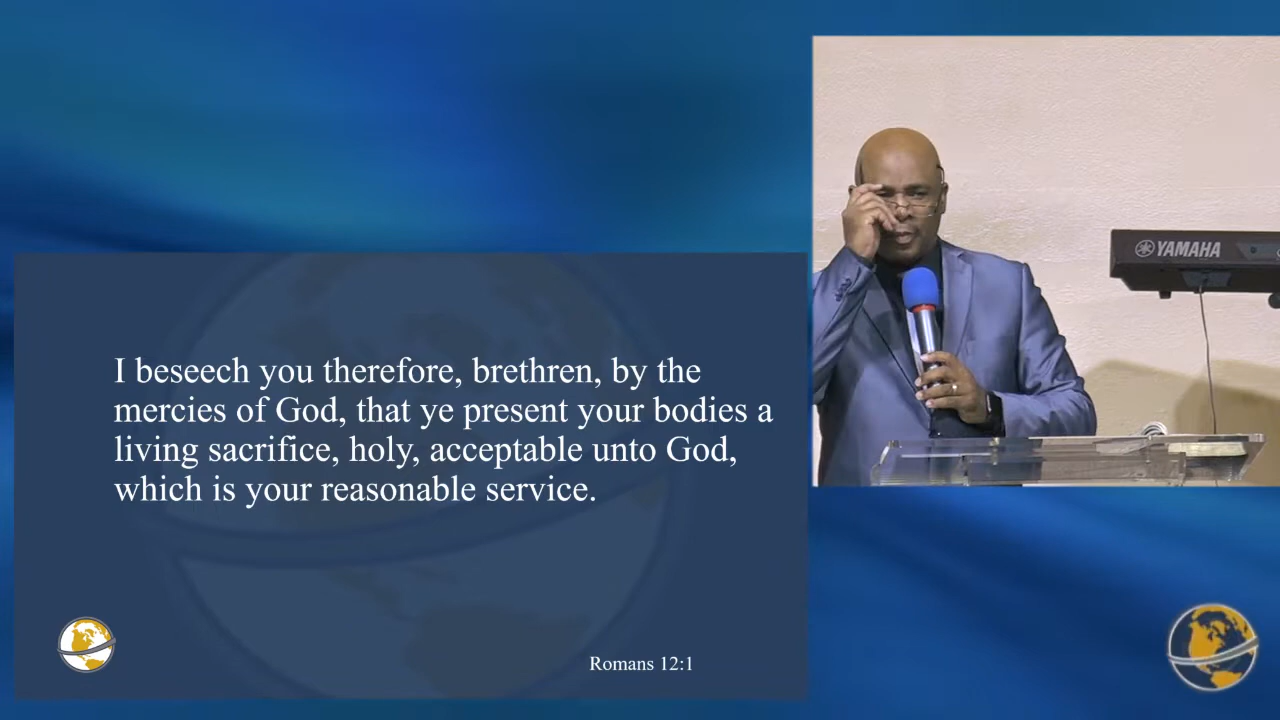 I beseech you therefore, brethren, by the
mercies of God, that ye present your bodies a
living sacrifice, holy, acceptable unto God,
which is your reasonable service.
Romans 12:1
YAMAHA